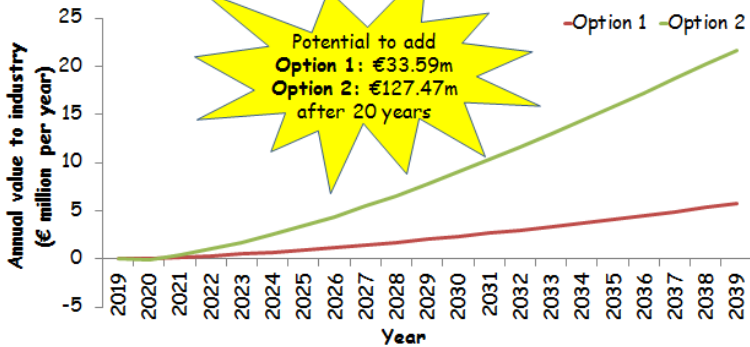 Option 1 Option 2
Potential to add
Option 1: €33.59m
Option 2: €127.47m
after 20 years
Annual value to industry
(€ million per year)
25
20
15
10
5
0
-5
2019 2020 2021 2022 2023 2024 2025 2026 2027 2028 2029 2030 2031 2032 2033 2034 2035 2036 2037 2038 2039
Year